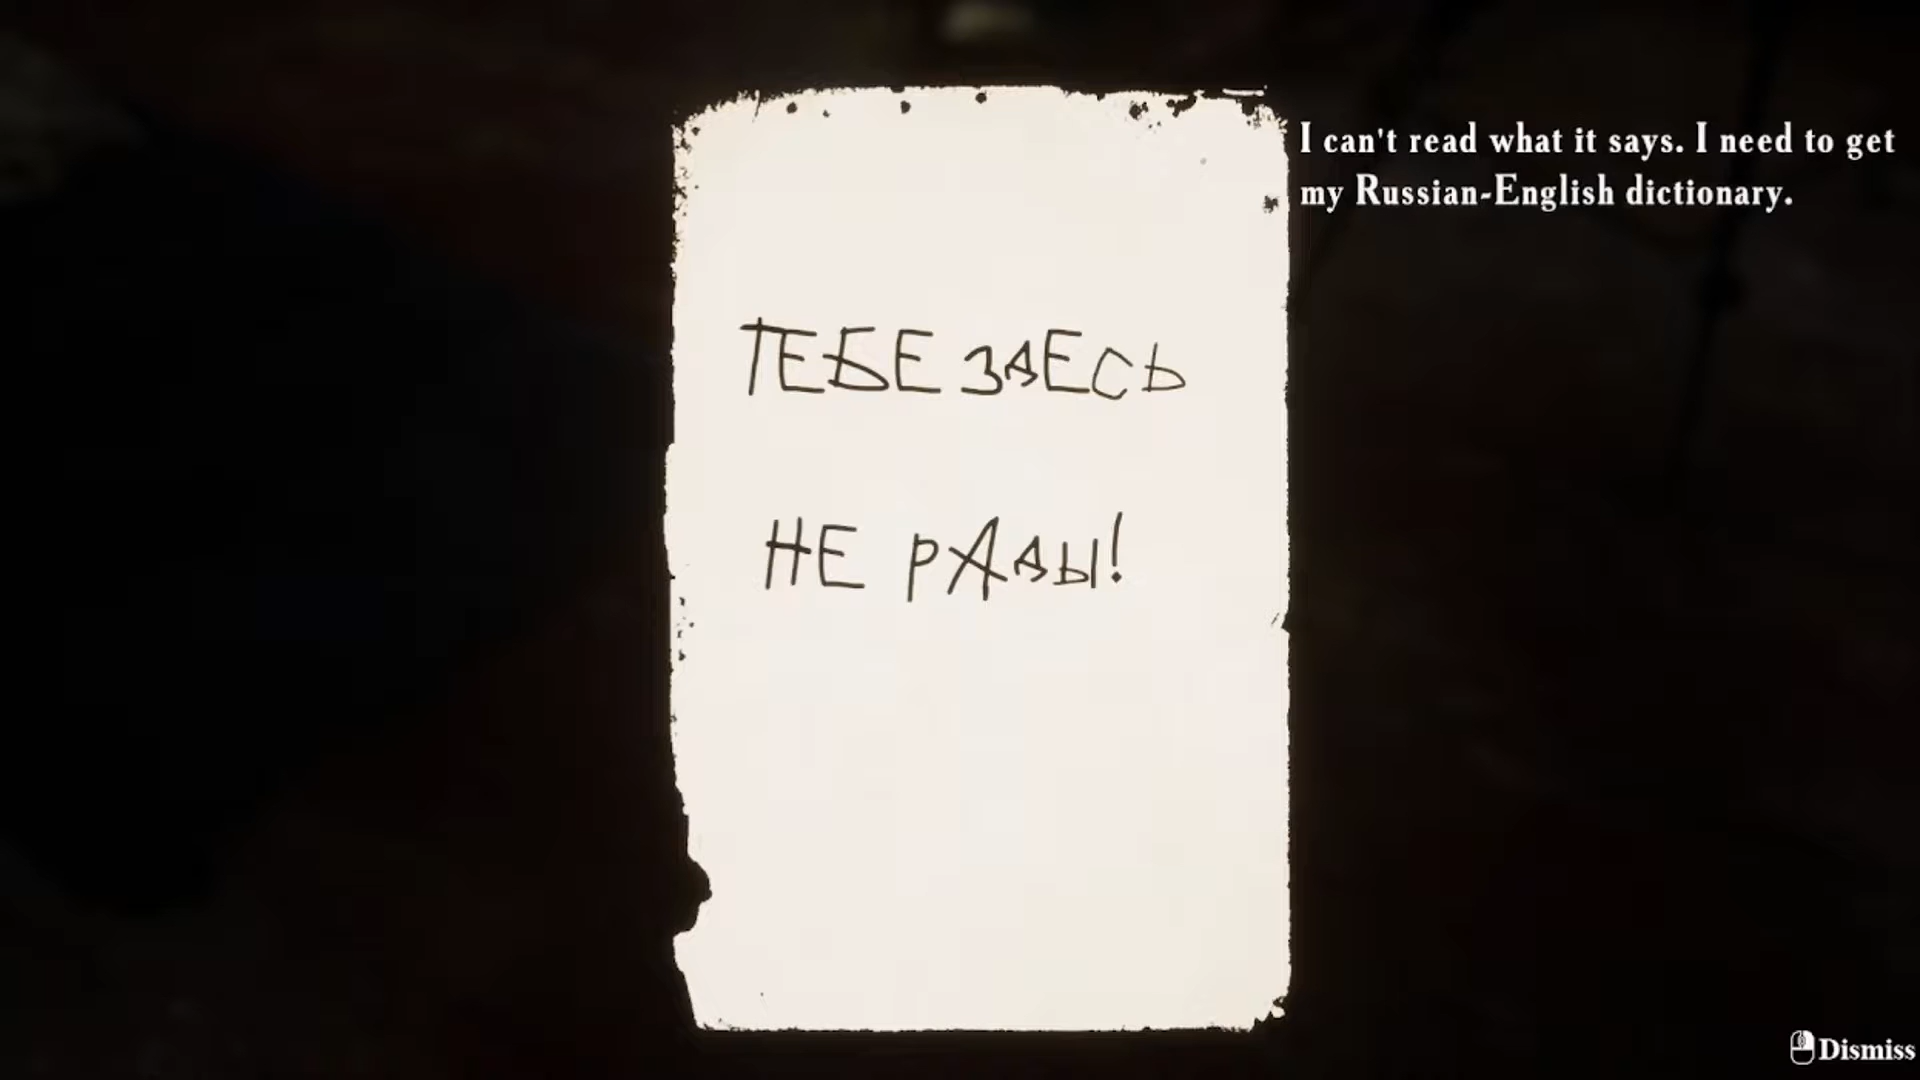 ТЕБЕ ЗДЕСЬ
НЕ РАДЫ!
I can't read what it says. I need to get
my Russian-English dictionary.
Dismiss